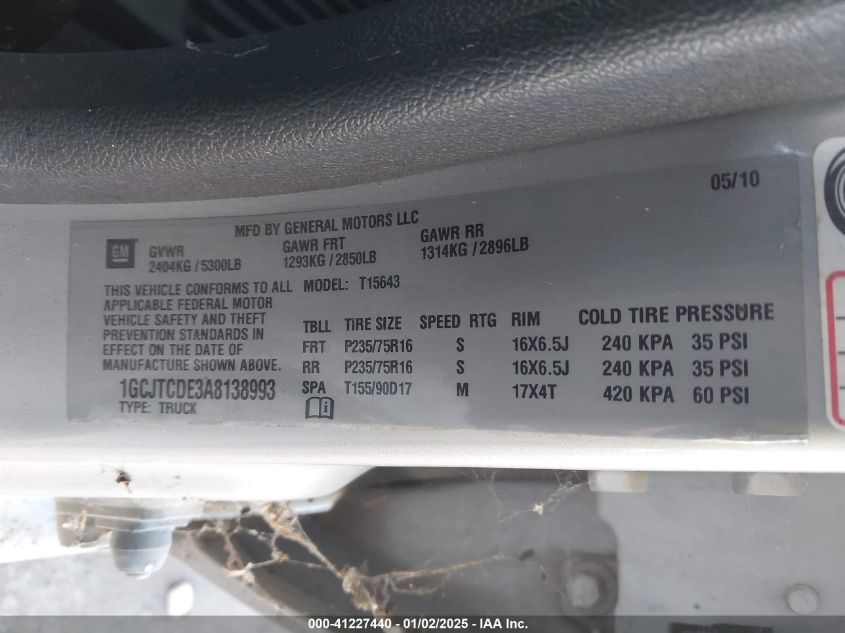 05/10
MFD BY GENERAL MOTORS LLC
GM
GVWR GAWR FRT GAWR RR
2404KG / 5300LB 1293KG / 2850LB 1314KG / 2896LB
THIS VEHICLE CONFORMS TO ALL MODEL: T15643
APPLICABLE FEDERAL MOTOR
VEHICLE SAFETY AND THEFT
PREVENTION STANDARDS IN
EFFECT ON THE DATE OF
MANUFACTURE SHOWN ABOVE.
1GCJTCDE3A8138993
TYPE: TRUCK
TBLL TIRE SIZE SPEED RTG RIM COLD TIRE PRESSURE
FRT P235/75R16 S 16X6.5J 240 KPA 35 PSI
RR P235/75R16 S 16X6.5J 240 KPA 35 PSI
SPA T155/90D17 M 17X4T 420 KPA 60 PSI
000-41227440 - 01/02/2025 - © IAA Inc.